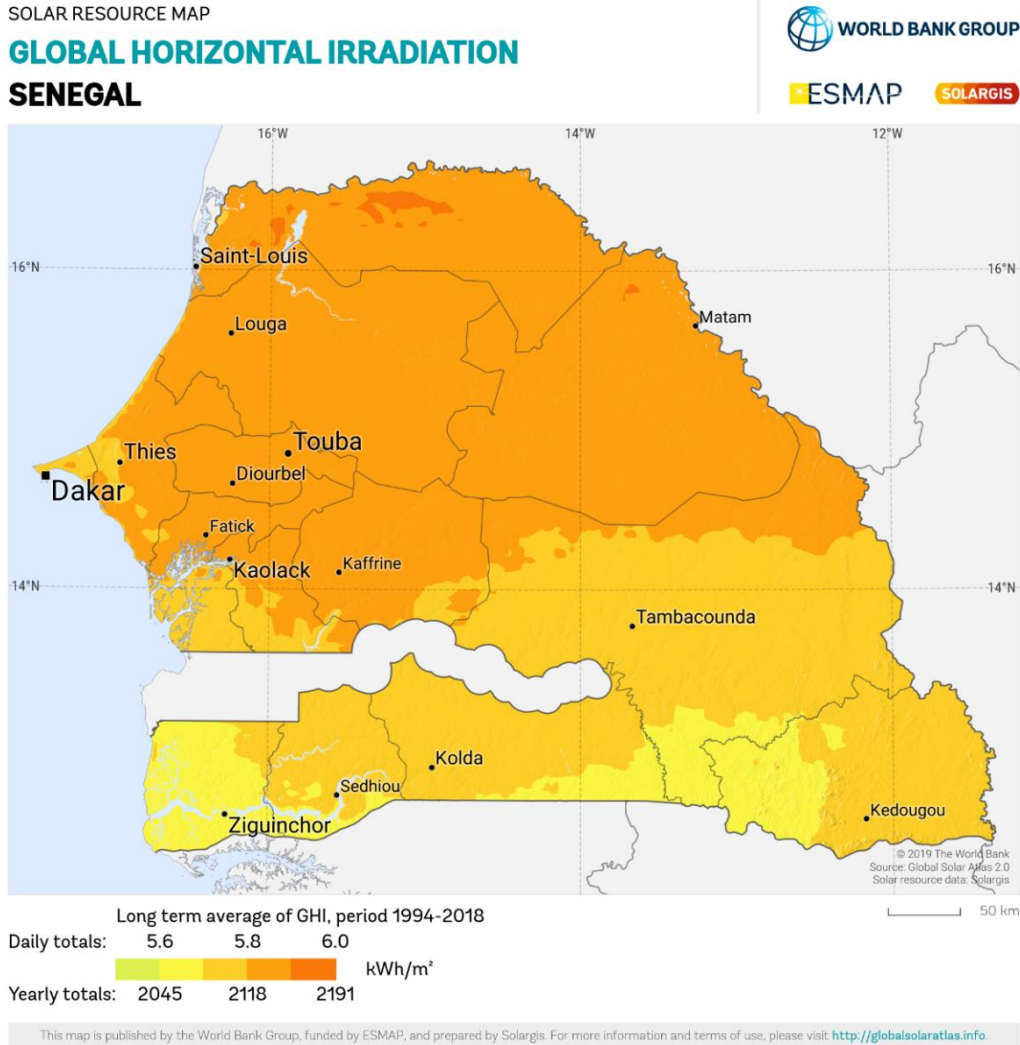 SOLAR RESOURCE MAP
GLOBAL HORIZONTAL IRRADIATION
SENEGAL
WORLD BANK GROUP
ESMAP
SOLARGIS
16°W 14°W 12°W
Saint-Louis
16°N 16°N
Louga
Matam
Touba
Thies
Diourbel
Dakar
Fatick
Kaolack
Kaffrine
14°N 14°N
Tambacounda
Kolda
Sedhiou
Kedougou
Ziguinchor
© 2019 The World Bank
Source: Global Solar Atlas 2.0
Solar resource data: Solargis
50 km
Long term average of GHI, period 1994-2018
Daily totals: 5.6 5.8 6.0
kWh/m²
Yearly totals: 2045 2118 2191
This map is published by the World Bank Group, funded by ESMAP, and prepared by Solargis. For more information and terms of use, please visit http://globalsolaratlas.info.